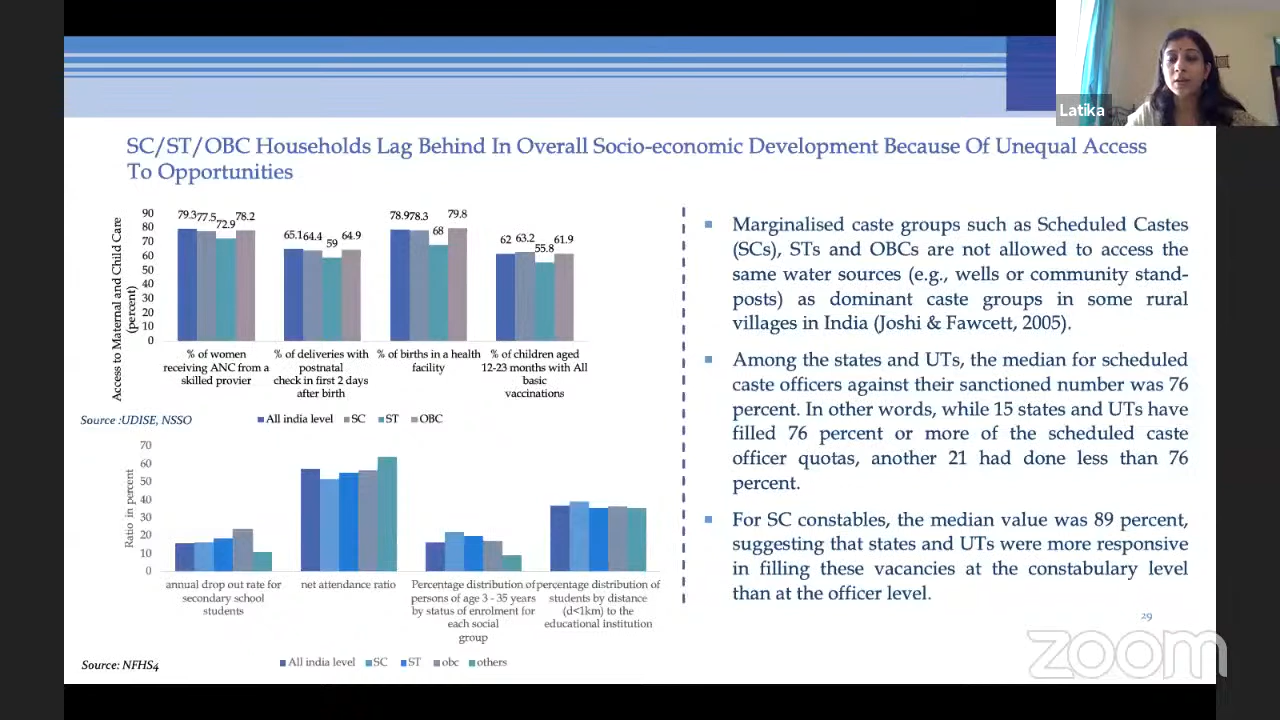 Latika
SC/ST/OBC Households Lag Behind In Overall Socio-economic Development Because Of Unequal Access
To Opportunities
Access to Maternal and Child Care
(percent)
90
80
70
60
50
40
30
20
10
0
79.3 77.5 72.9 78.2
65.1 64.4 59 64.9
78.9 78.3 68 79.8
62 63.2 55.8 61.9
% of women
receiving ANC from a
skilled provier
% of deliveries with
postnatal
check in first 2 days
after birth
% of births in a health
facility
% of children aged
12-23 months with All
basic
vaccinations
Source :UDISE, NSSO
All india level SC ST OBC
Ratio in percent
70
60
50
40
30
20
10
0
annual drop out rate for
secondary school
students
net attendance ratio
Percentage distribution of
persons of age 3 - 35 years
by status of enrolment for
each social
group
percentage distribution of
students by distance
(d<1km) to the
educational institution
All india level SC ST obc others
Source: NFHS4
▪ Marginalised caste groups such as Scheduled Castes
(SCs), STs and OBCs are not allowed to access the
same water sources (e.g., wells or community stand-
posts) as dominant caste groups in some rural
villages in India (Joshi & Fawcett, 2005).
▪ Among the states and UTs, the median for scheduled
caste officers against their sanctioned number was 76
percent. In other words, while 15 states and UTs have
filled 76 percent or more of the scheduled caste
officer quotas, another 21 had done less than 76
percent.
▪ For SC constables, the median value was 89 percent,
suggesting that states and UTs were more responsive
in filling these vacancies at the constabulary level
than at the officer level.
29
zoom